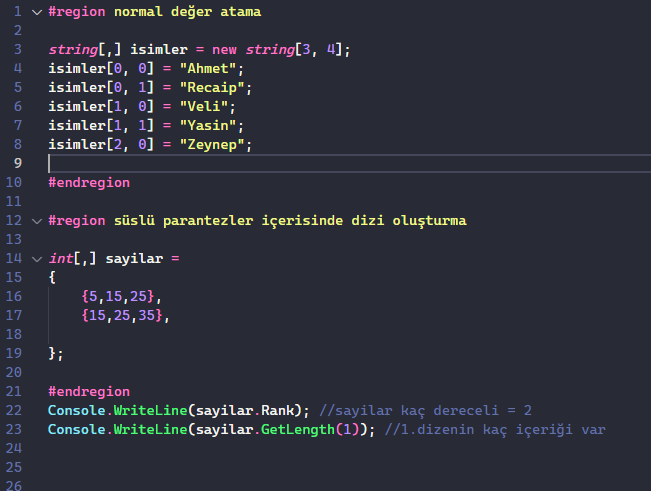 1 #region normal değer atama
2
3 string[,] isimler = new string[3, 4];
4 isimler[0, 0] = "Ahmet";
5 isimler[0, 1] = "Recaip";
6 isimler[1, 0] = "Veli";
7 isimler[1, 1] = "Yasin";
8 isimler[2, 0] = "Zeynep";
9
10 #endregion
11
12 #region süslü parantezler içerisinde dizi oluşturma
13
14 int[,] sayilar =
15 {
16 {5,15,25},
17 {15,25,35},
18
19 };
20
21 #endregion
22 Console.WriteLine(sayilar.Rank); //sayilar kaç dereceli = 2
23 Console.WriteLine(sayilar.GetLength(1)); //1.dizenin kaç içeriği var
24
25
26